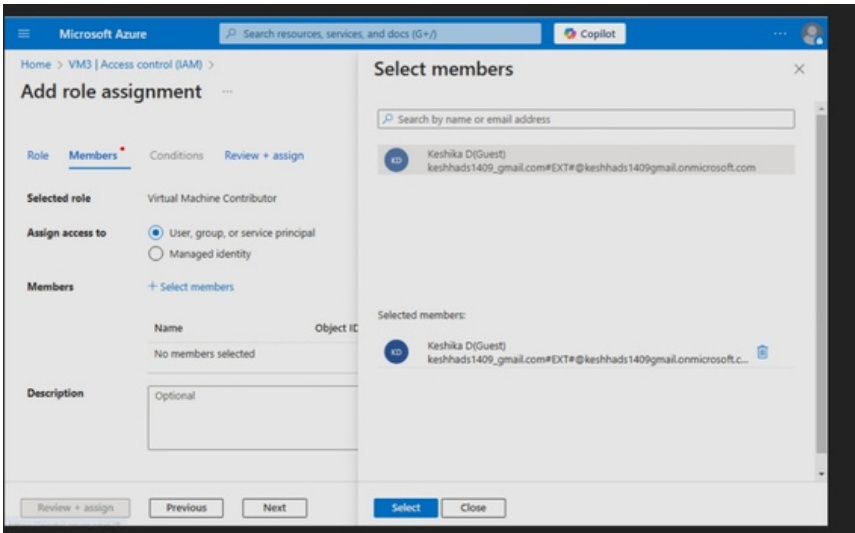 Microsoft Azure
Search resources, services, and docs (G+/)
Copilot
...
Home > VM3 | Access control (IAM) >
Add role assignment ...
Role Members Conditions Review + assign
Selected role Virtual Machine Contributor
Assign access to User, group, or service principal
Managed identity
Members + Select members
Name Object ID
No members selected
Description Optional
Review + assign Previous Next
Select members
Search by name or email address
KD Keshika D(Guest)
keshhads1409_gmail.com#EXT#@keshhads1409gmail.onmicrosoft.com
Selected members:
KD Keshika D(Guest)
keshhads1409_gmail.com#EXT#@keshhads1409gmail.onmicrosoft.c...
Select Close